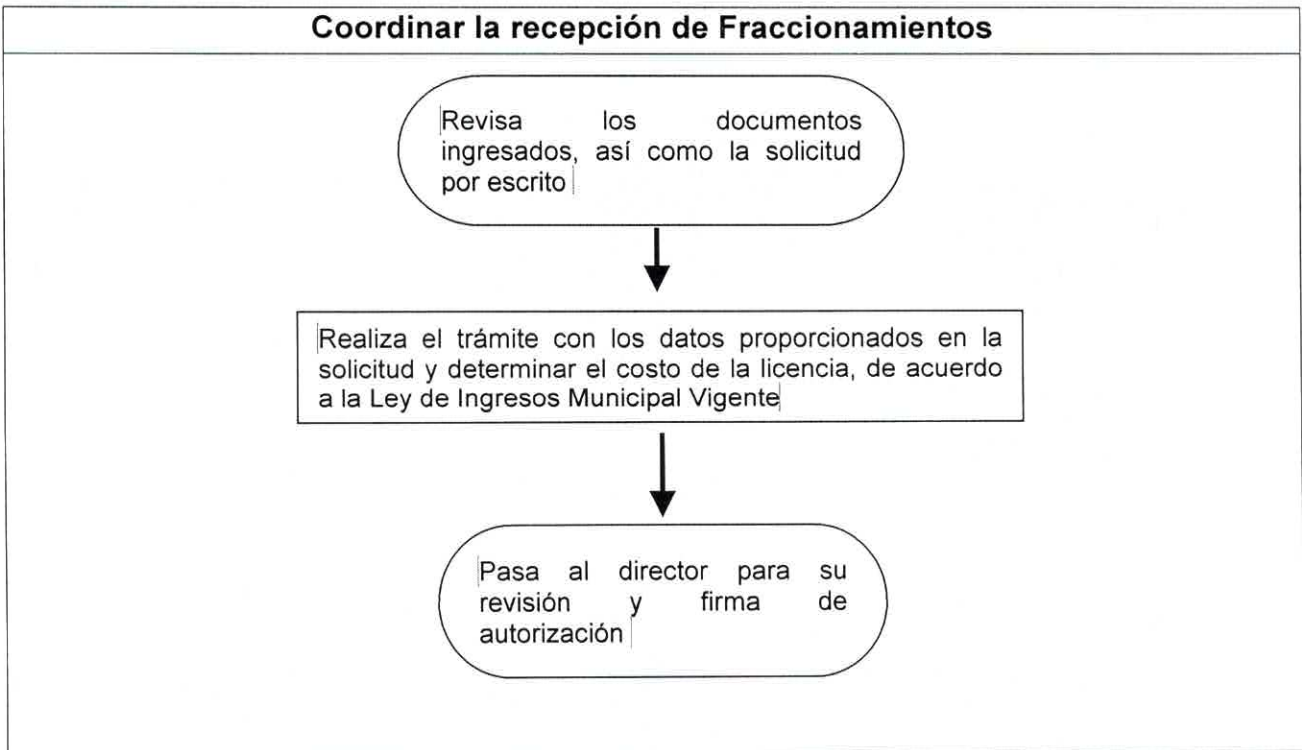 Coordinar la recepción de Fraccionamientos
Revisa los documentos
ingresados, así como la solicitud
por escrito
Realiza el trámite con los datos proporcionados en la
solicitud y determinar el costo de la licencia, de acuerdo
a la Ley de Ingresos Municipal Vigente
Pasa al director para su
revisión y firma de
autorización